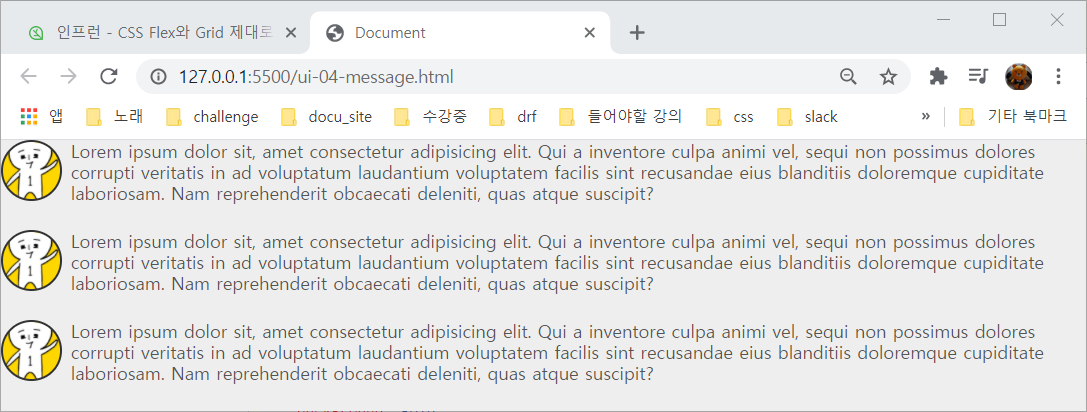 인프런 - CSS Flex와 Grid 제대로
Document
127.0.0.1:5500/ui-04-message.html
앱 노래 challenge docu_site 수강중 drf 들어야할 강의 css slack » 기타 북마크
Lorem ipsum dolor sit, amet consectetur adipisicing elit. Qui a inventore culpa animi vel, sequi non possimus dolores
corrupti veritatis in ad voluptatum laudantium voluptatem facilis sint recusandae eius blanditiis doloremque cupiditate
laboriosam. Nam reprehenderit obcaecati deleniti, quas atque suscipit?
Lorem ipsum dolor sit, amet consectetur adipisicing elit. Qui a inventore culpa animi vel, sequi non possimus dolores
corrupti veritatis in ad voluptatum laudantium voluptatem facilis sint recusandae eius blanditiis doloremque cupiditate
laboriosam. Nam reprehenderit obcaecati deleniti, quas atque suscipit?
Lorem ipsum dolor sit, amet consectetur adipisicing elit. Qui a inventore culpa animi vel, sequi non possimus dolores
corrupti veritatis in ad voluptatum laudantium voluptatem facilis sint recusandae eius blanditiis doloremque cupiditate
laboriosam. Nam reprehenderit obcaecati deleniti, quas atque suscipit?